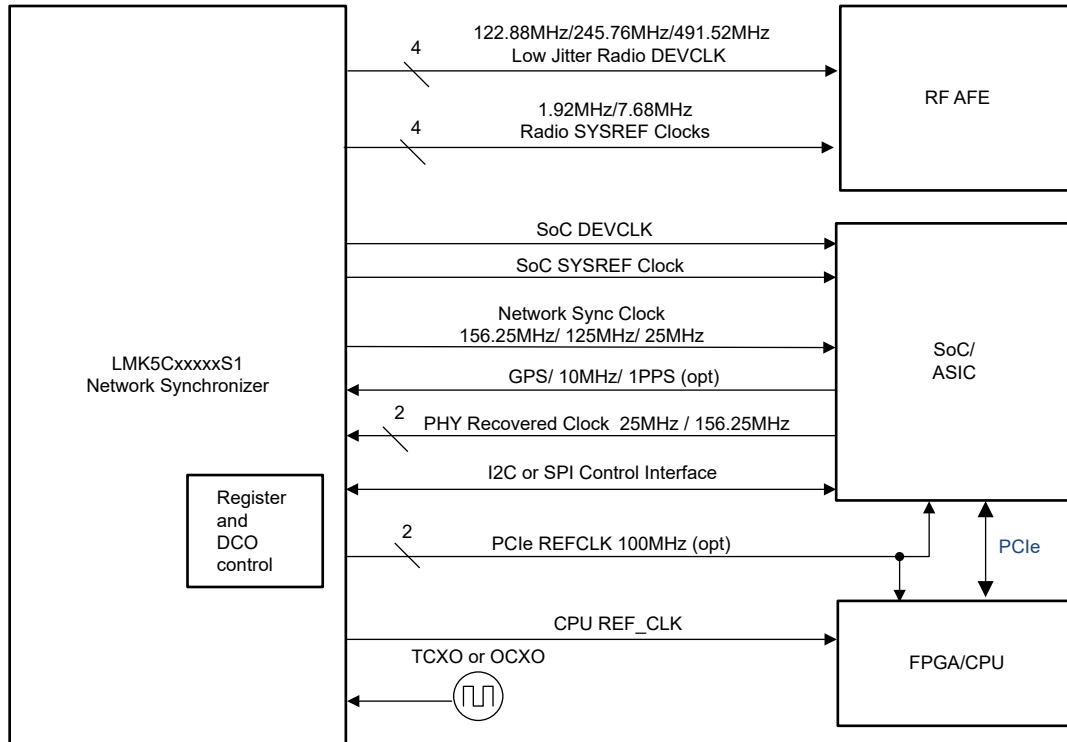 122.88MHz/245.76MHz/491.52MHz
4
Low Jitter Radio DEVCLK
RF AFE
1.92MHz/7.68MHz
4
Radio SYSREF Clocks
SoC DEVCLK
SoC SYSREF Clock
Network Sync Clock
156.25MHz/ 125MHz/ 25MHz
LMK5CxxxxxS1
Network Synchronizer
SoC/
ASIC
GPS/ 10MHz/ 1PPS (opt)
2
PHY Recovered Clock 25MHz / 156.25MHz
I2C or SPI Control Interface
Register
and
DCO
control
2
PCIe REFCLK 100MHz (opt)
PCIe
CPU REF_CLK
FPGA/CPU
TCXO or OCXO